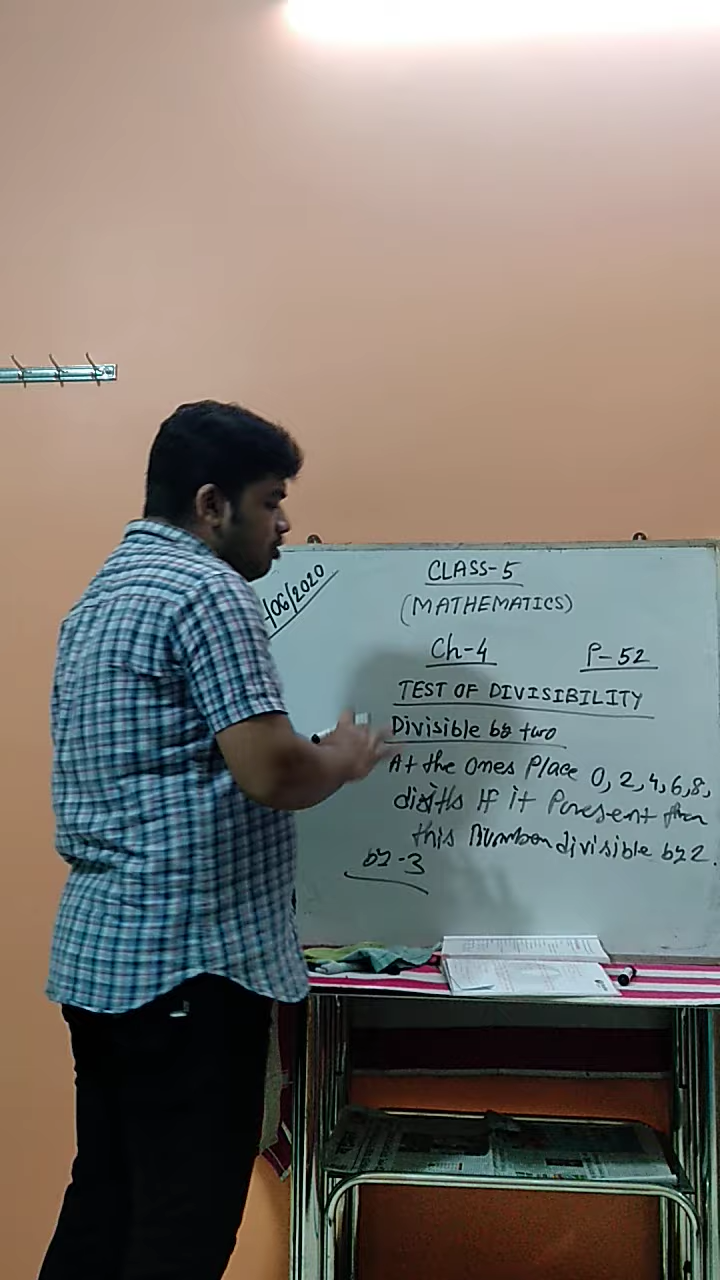 /06/2020
CLASS-5
(MATHEMATICS)
Ch-4 P-52
TEST OF DIVISIBILITY
Divisible by two
At the ones Place 0, 2, 4, 6, 8,
If it Present then
this Number divisible by 2.
by -3